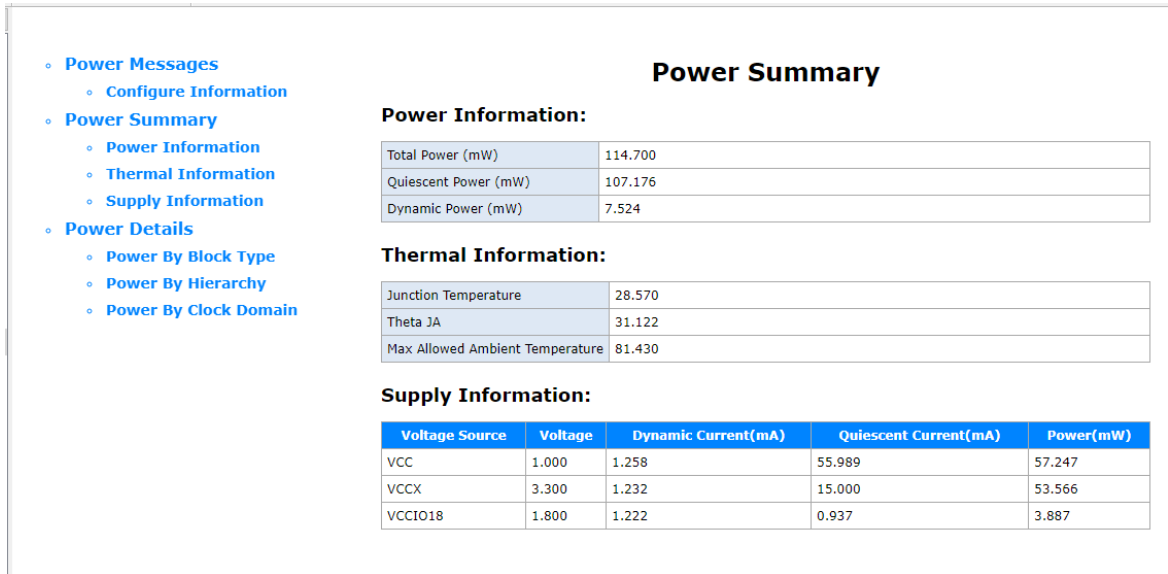 Power Messages
Configure Information
Power Summary
Power Information
Thermal Information
Supply Information
Power Details
Power By Block Type
Power By Hierarchy
Power By Clock Domain
Power Summary
Power Information:
Total Power (mW) 114.700
Quiescent Power (mW) 107.176
Dynamic Power (mW) 7.524
Thermal Information:
Junction Temperature 28.570
Theta JA 31.122
Max Allowed Ambient Temperature 81.430
Supply Information:
Voltage Source Voltage Dynamic Current(mA) Quiescent Current(mA) Power(mW)
VCC 1.000 1.258 55.989 57.247
VCCX 3.300 1.232 15.000 53.566
VCCIO18 1.800 1.222 0.937 3.887